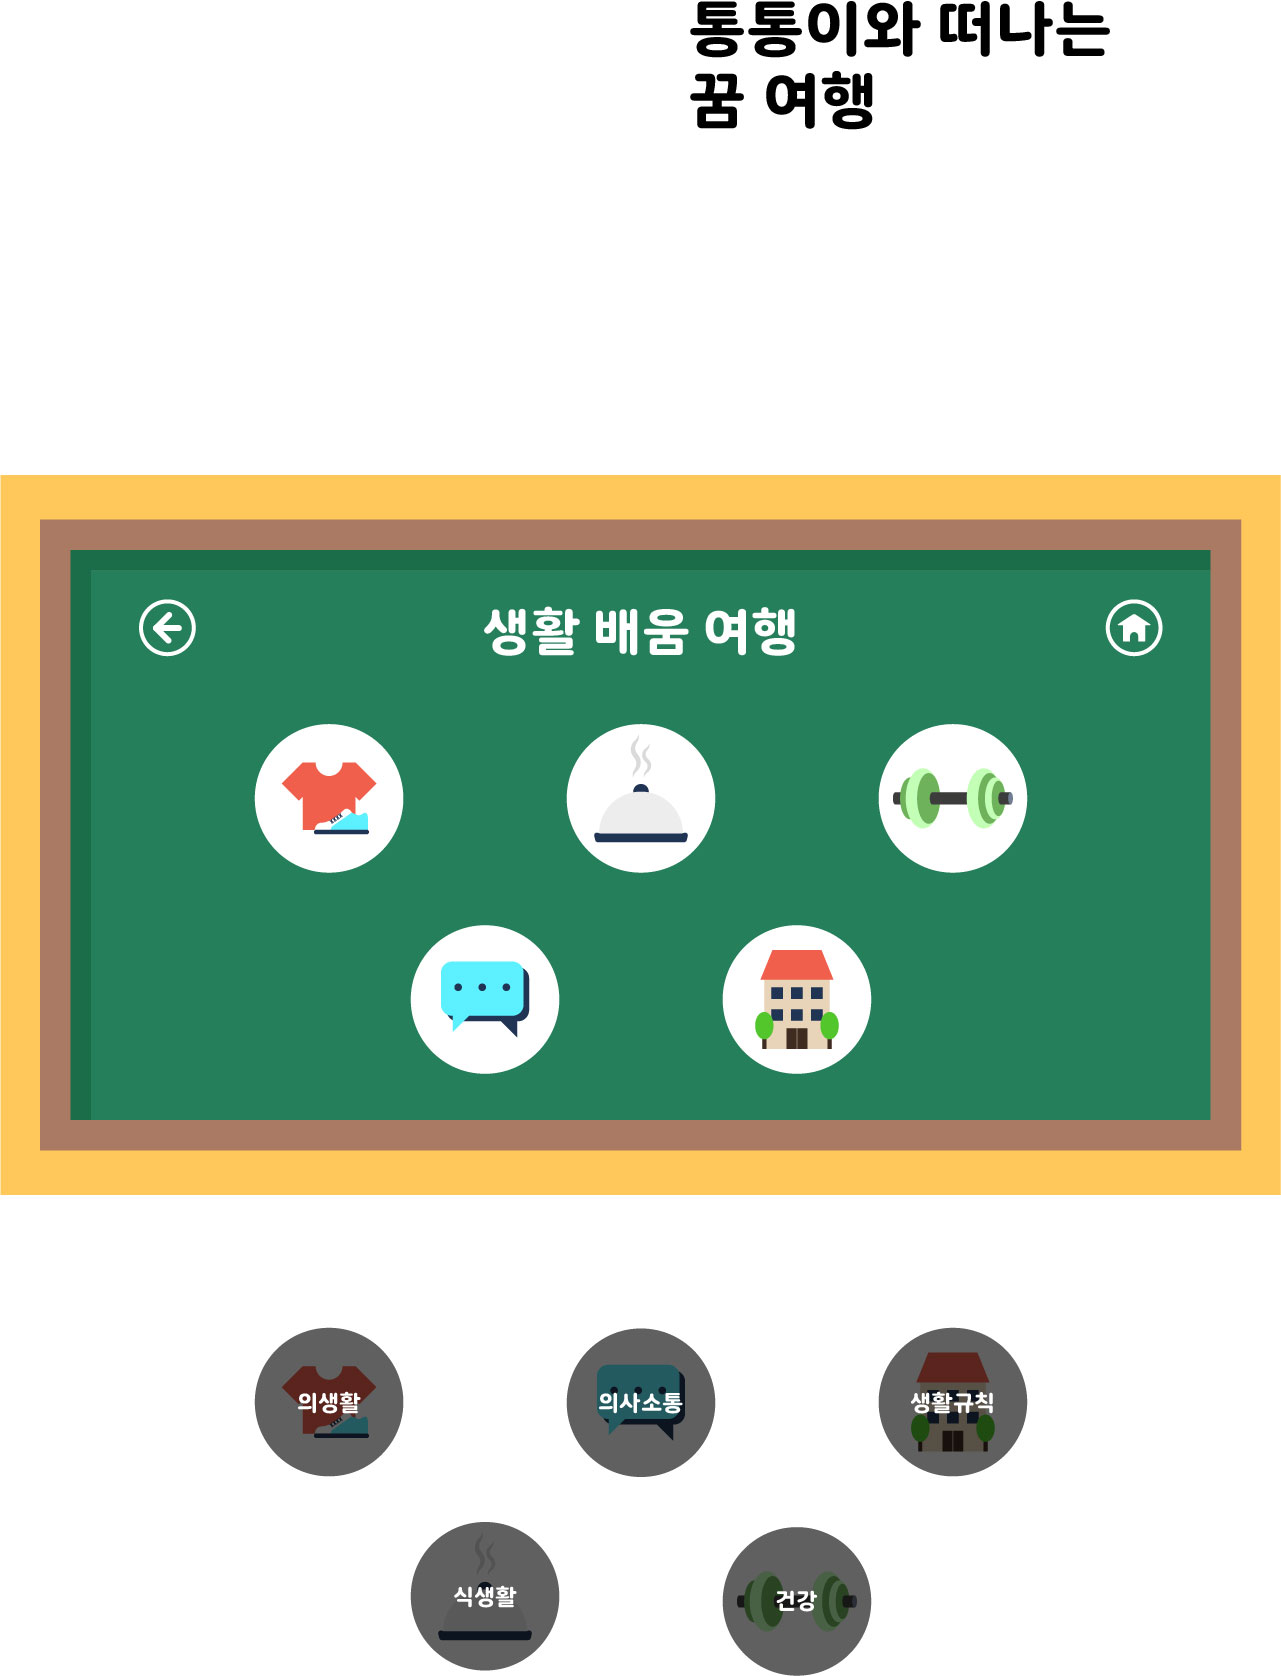 통통이와 떠나는
꿈 여행
생활 배움 여행
의생활
의사소통
생활규칙
식생활
건강